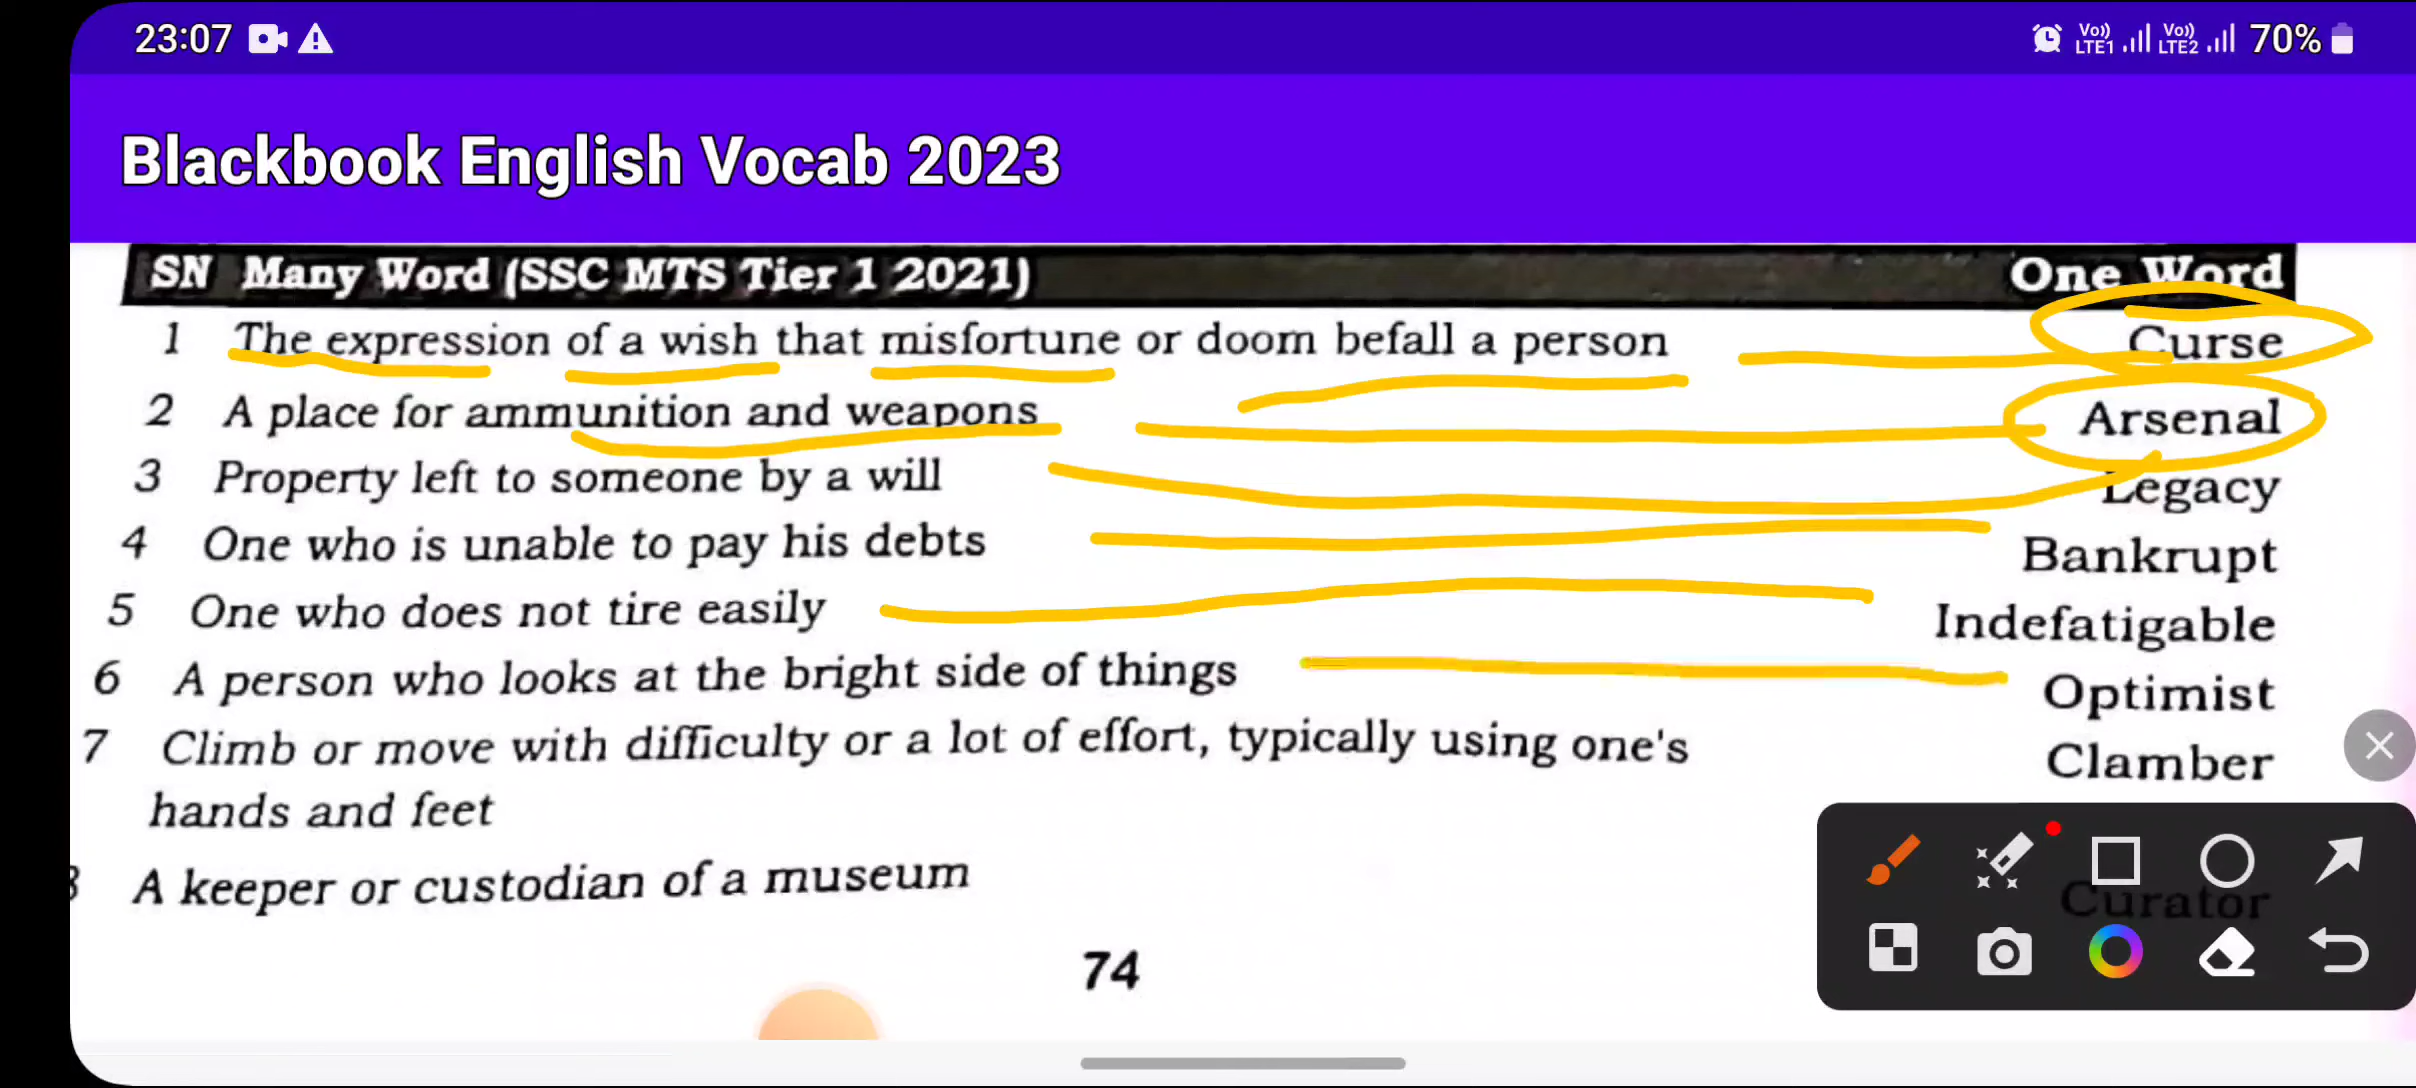 23:07 Vo)) LTE1 Vo)) LTE2 70%
Blackbook English Vocab 2023
SN Many Word (SSC MTS Tier 1 2021) One Word
1 The expression of a wish that misfortune or doom befall a person Curse
2 A place for ammunition and weapons Arsenal
3 Property left to someone by a will Legacy
4 One who is unable to pay his debts Bankrupt
5 One who does not tire easily Indefatigable
6 A person who looks at the bright side of things Optimist
7 Climb or move with difficulty or a lot of effort, typically using one's Clamber
hands and feet
A keeper or custodian of a museum Curator
74